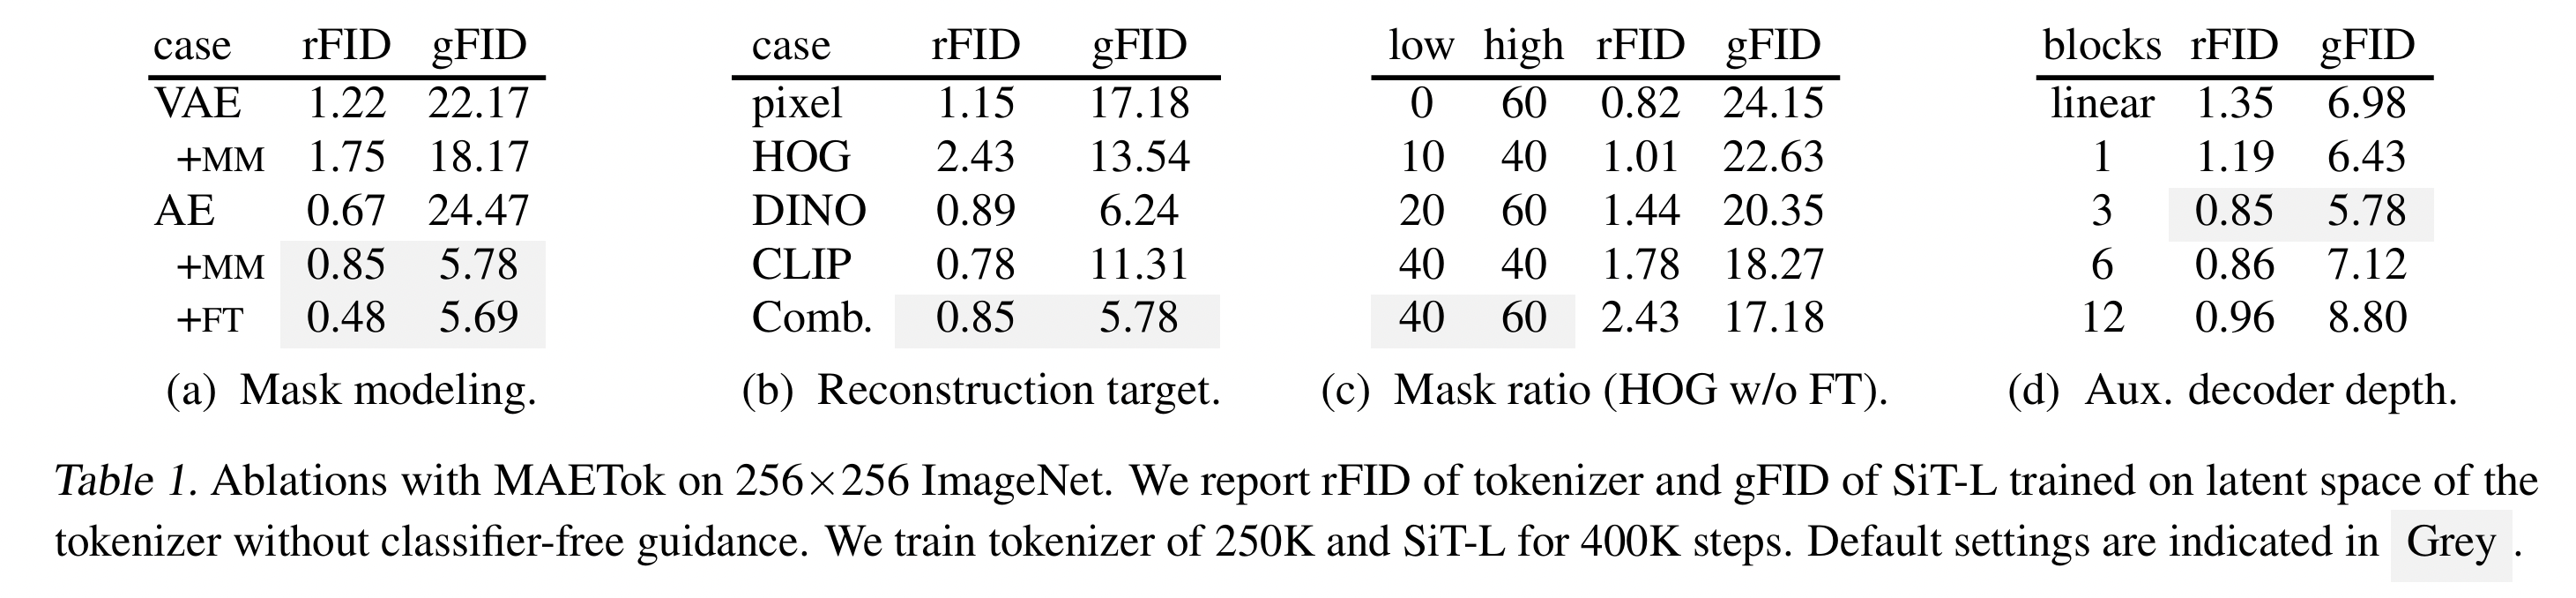 case rFID gFID
VAE 1.22 22.17
+MM 1.75 18.17
AE 0.67 24.47
+MM 0.85 5.78
+FT 0.48 5.69
(a) Mask modeling.
case rFID gFID
pixel 1.15 17.18
HOG 2.43 13.54
DINO 0.89 6.24
CLIP 0.78 11.31
Comb. 0.85 5.78
(b) Reconstruction target.
low high rFID gFID
0 60 0.82 24.15
10 40 1.01 22.63
20 60 1.44 20.35
40 40 1.78 18.27
40 60 2.43 17.18
(c) Mask ratio (HOG w/o FT).
blocks rFID gFID
linear 1.35 6.98
1 1.19 6.43
3 0.85 5.78
6 0.86 7.12
12 0.96 8.80
(d) Aux. decoder depth.
Table 1. Ablations with MAETok on 256×256 ImageNet. We report rFID of tokenizer and gFID of SiT-L trained on latent space of the
tokenizer without classifier-free guidance. We train tokenizer of 250K and SiT-L for 400K steps. Default settings are indicated in Grey .